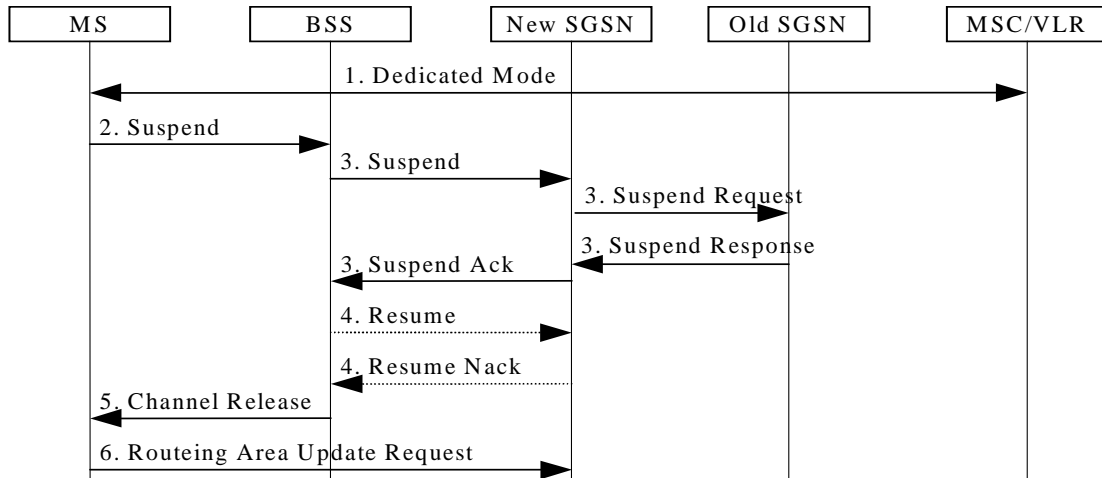 MS
BSS
New SGSN
Old SGSN
MSC/VLR
1. Dedicated Mode
2. Suspend
3. Suspend
3. Suspend Request
3. Suspend Response
3. Suspend Ack
4. Resume
4. Resume Nack
5. Channel Release
6. Routeing Area Update Request